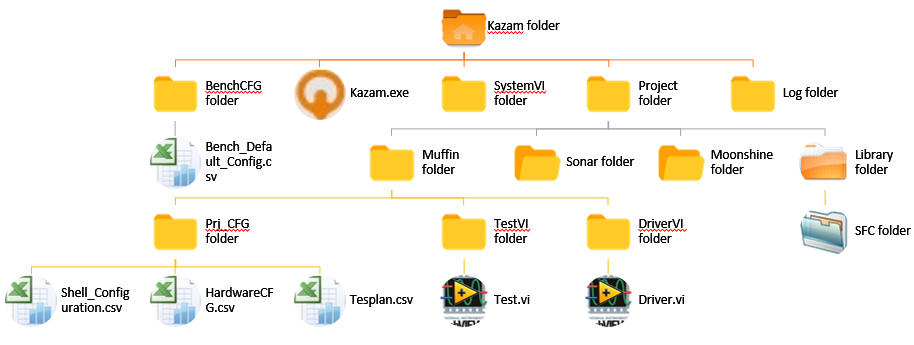 Kazam folder
BenchCFG
folder
Kazam.exe
SystemVI
folder
Project
folder
Log folder
Bench_Defa
ult_Config.c
sv
Muffin
folder
Sonar folder
Moonshine
folder
Library
folder
Prj_CFG
folder
TestVI
folder
DriverVI
folder
SFC folder
Shell_Config
uration.csv
HardwareCF
G.csv
Tesplan.csv
Test.vi
Driver.vi